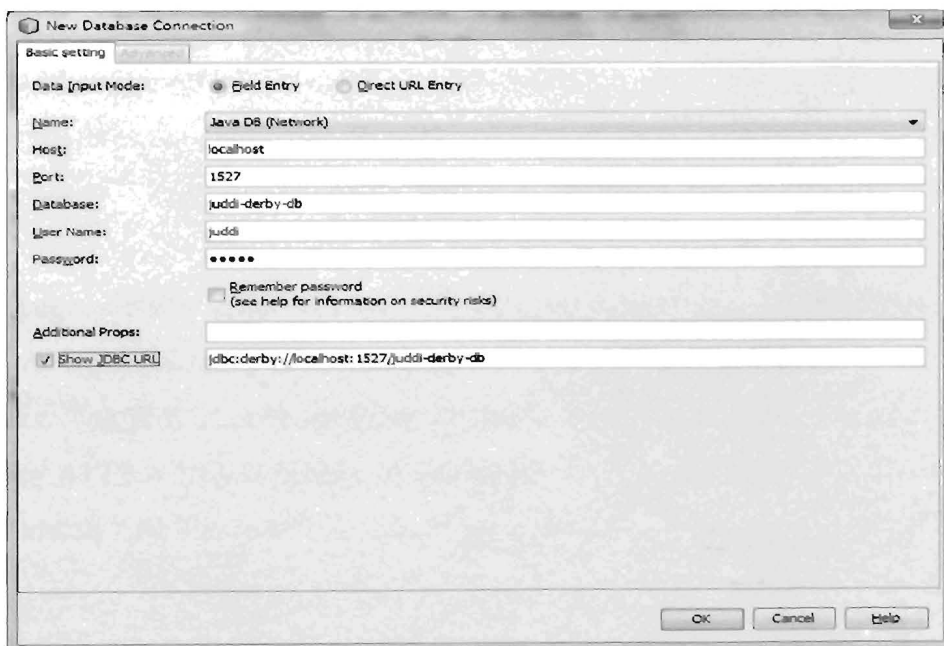 New Database Connection
Basic setting Advanced
Data Input Mode: Field Entry Direct URL Entry
Name: Java DB (Network)
Host: localhost
Port: 1527
Database: juddi-derby-db
User Name: juddi
Password: •••••
Remember password
(see help for information on security risks)
Additional Props:
Show JDBC URL jdbc:derby://localhost:1527/juddi-derby-db
OK Cancel Help